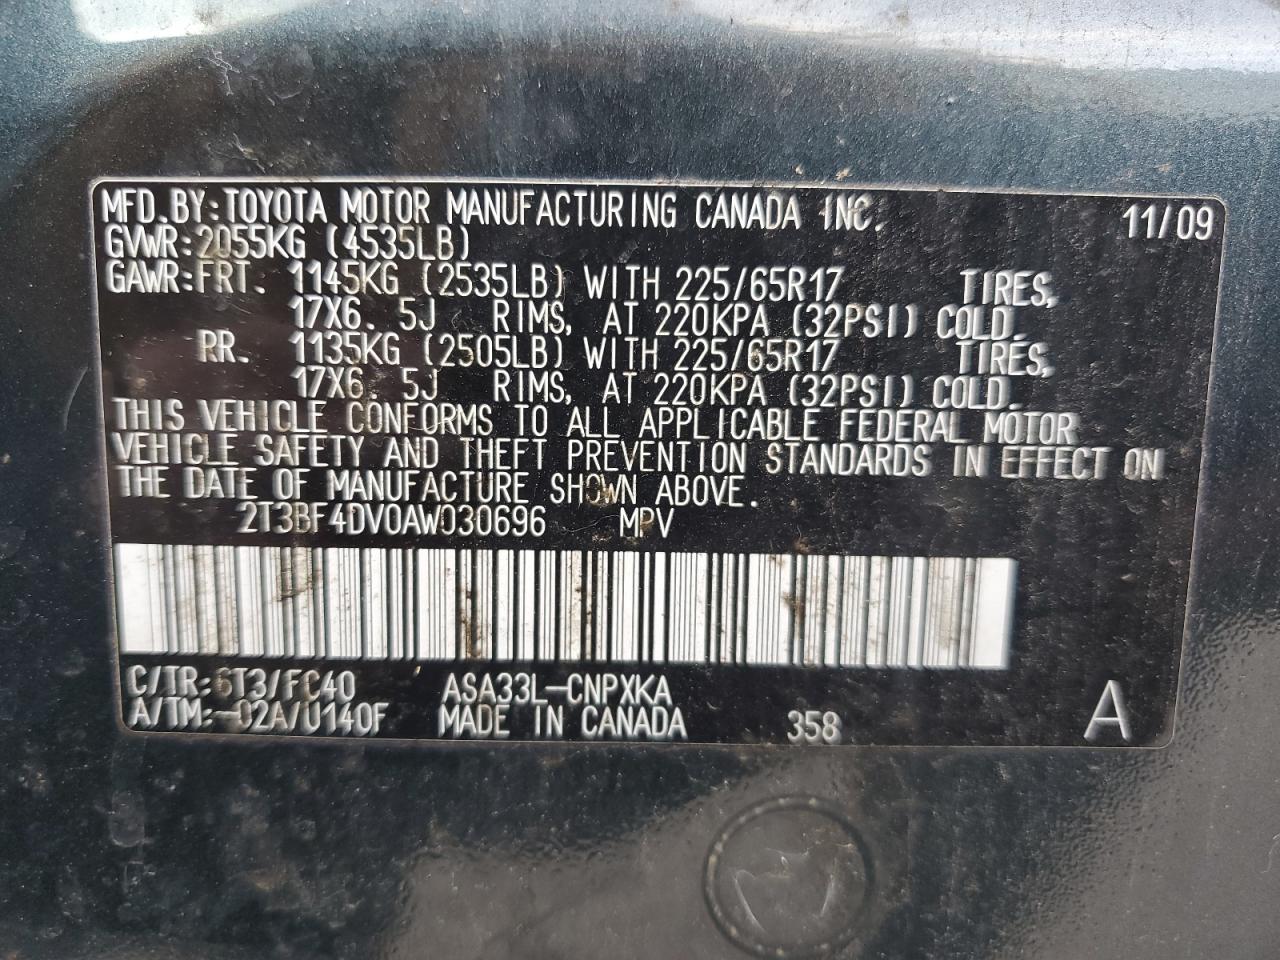 MFD.BY:TOYOTA MOTOR MANUFACTURING CANADA INC. 11/09
GVWR:2055KG (4535LB)
GAWR:FRT. 1145KG (2535LB) WITH 225/65R17 TIRES,
17X6.5J RIMS, AT 220KPA (32PSI) COLD.
RR. 1135KG (2505LB) WITH 225/65R17 TIRES,
17X6.5J RIMS, AT 220KPA (32PSI) COLD.
THIS VEHICLE CONFORMS TO ALL APPLICABLE FEDERAL MOTOR
VEHICLE SAFETY AND THEFT PREVENTION STANDARDS IN EFFECT ON
THE DATE OF MANUFACTURE SHOWN ABOVE.
2T3BF4DV0AW030696 MPV
C/TR:6T3/FC40 ASA33L-CNPXKA
A/TM:-02A/U140F MADE IN CANADA 358 A